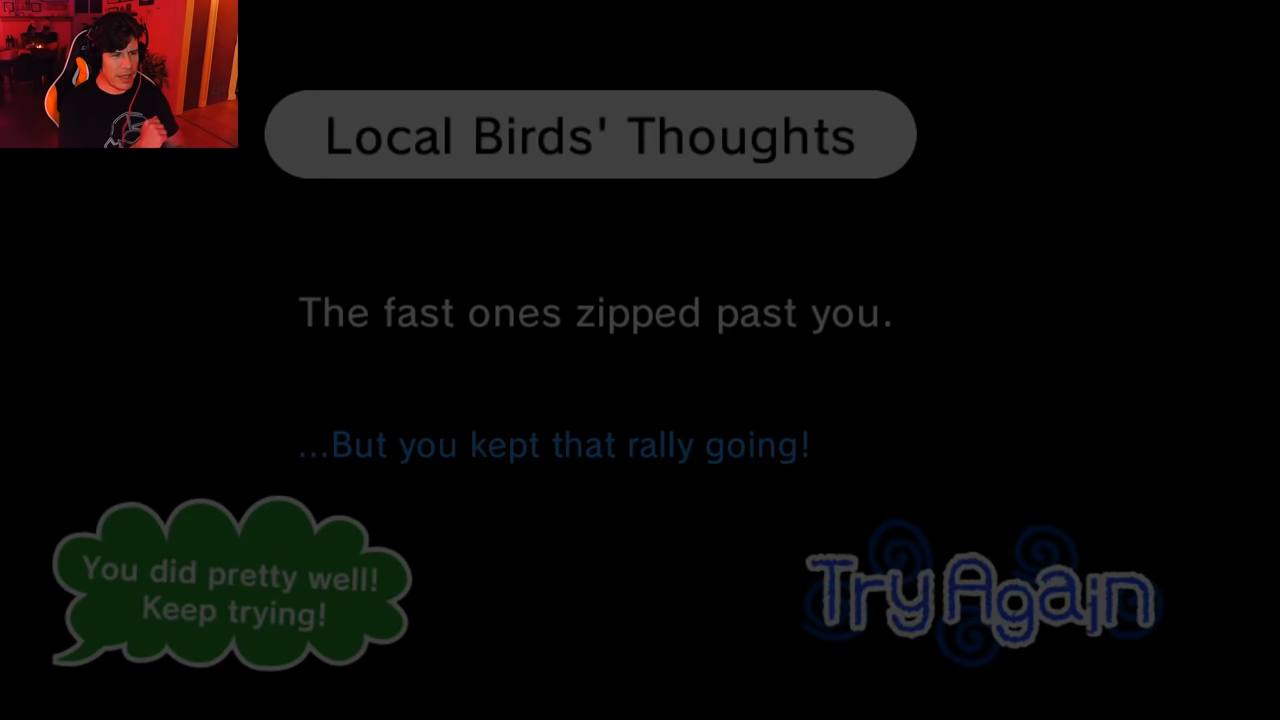 Local Birds' Thoughts
The fast ones zipped past you.
...But you kept that rally going!
You did pretty well!
Keep trying!
Try Again